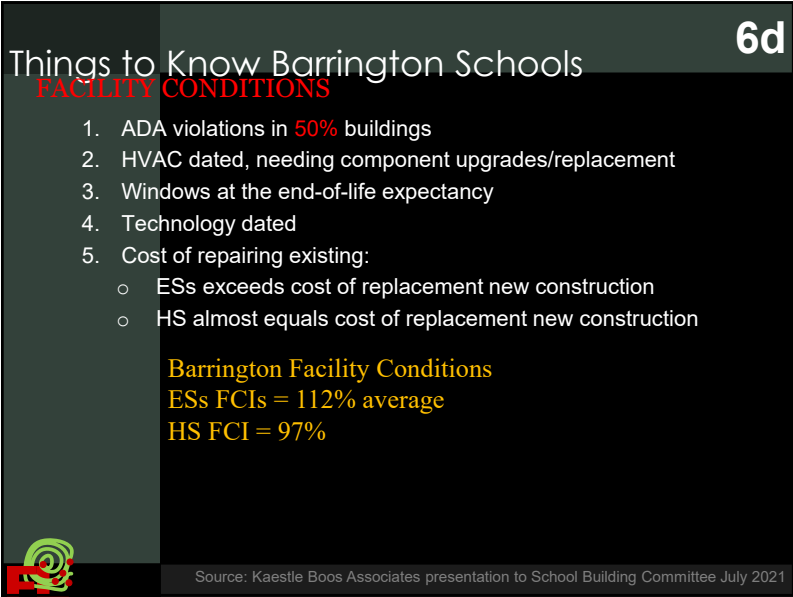 6d
Things to Know Barrington Schools
FACILITY CONDITIONS
1. ADA violations in 50% buildings
2. HVAC dated, needing component upgrades/replacement
3. Windows at the end-of-life expectancy
4. Technology dated
5. Cost of repairing existing:
o ESs exceeds cost of replacement new construction
o HS almost equals cost of replacement new construction
Barrington Facility Conditions
ESs FCIs = 112% average
HS FCI = 97%
Source: Kaestle Boos Associates presentation to School Building Committee July 2021